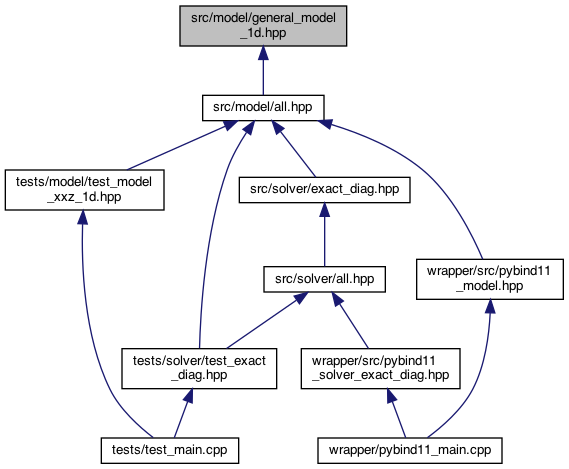 src/model/general_model
_1d.hpp
src/model/all.hpp
tests/model/test_model
_xxz_1d.hpp
src/solver/exact_diag.hpp
src/solver/all.hpp
wrapper/src/pybind11
_model.hpp
tests/solver/test_exact
_diag.hpp
wrapper/src/pybind11
_solver_exact_diag.hpp
tests/test_main.cpp
wrapper/pybind11_main.cpp